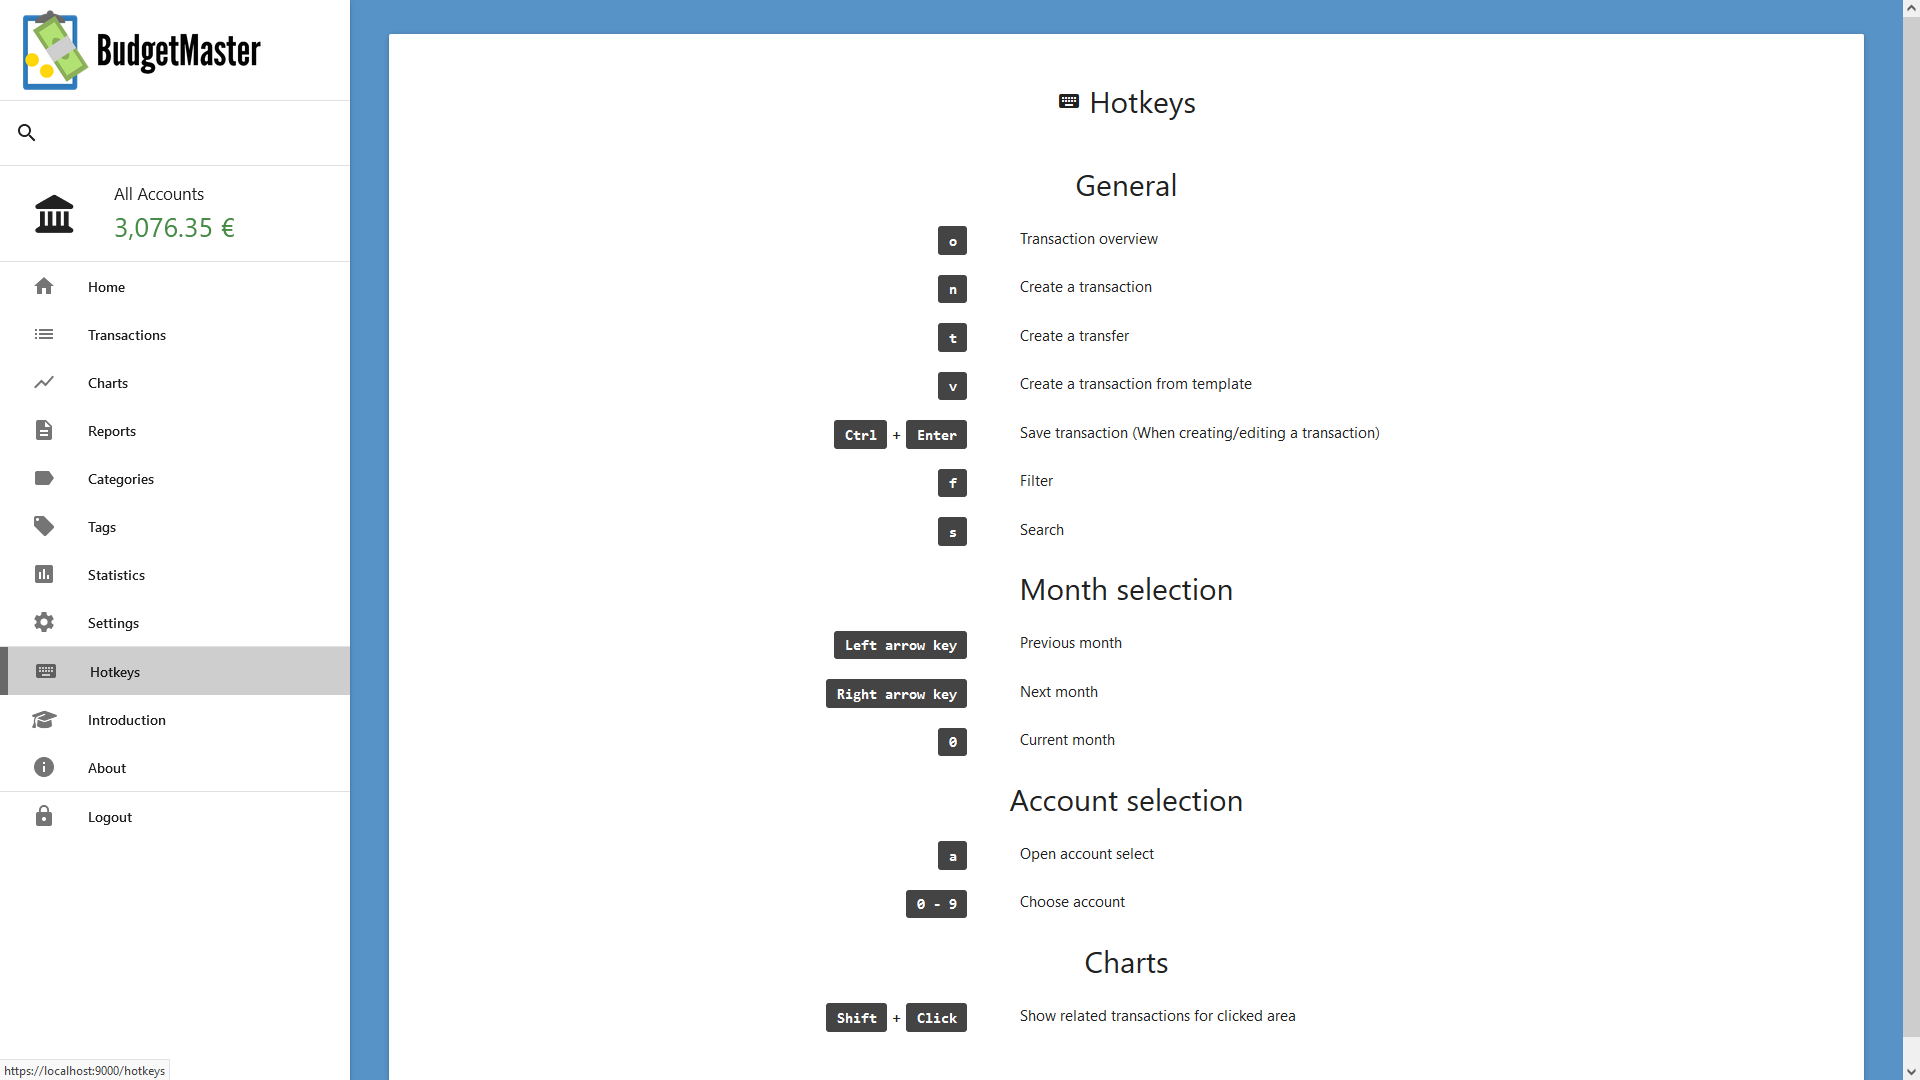 BudgetMaster
All Accounts
3,076.35 €
Home
Transactions
Charts
Reports
Categories
Tags
Statistics
Settings
Hotkeys
Introduction
About
Logout
https://localhost:9000/hotkeys
Hotkeys
General
o Transaction overview
n Create a transaction
t Create a transfer
v Create a transaction from template
Ctrl + Enter Save transaction (When creating/editing a transaction)
f Filter
s Search
Month selection
Left arrow key Previous month
Right arrow key Next month
0 Current month
Account selection
a Open account select
0 - 9 Choose account
Charts
Shift + Click Show related transactions for clicked area